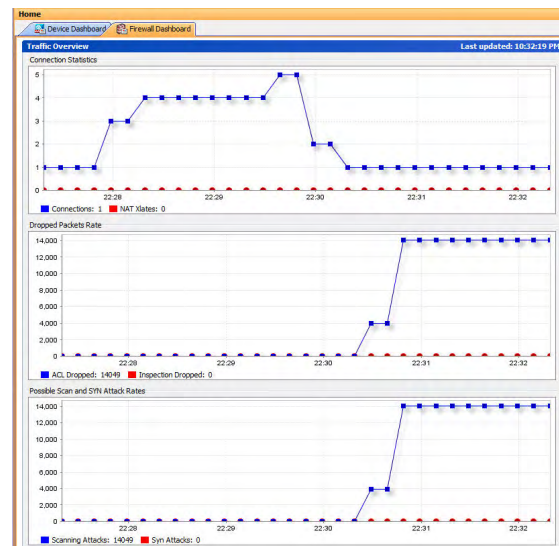 Home
Device Dashboard Firewall Dashboard
Traffic Overview Last updated: 10:32:19 PM
Connection Statistics
5
4
3
2
1
0
22:28 22:29 22:30 22:31 22:32
Connections: 1 NAT Xlates: 0
Dropped Packets Rate
14,000
12,000
10,000
8,000
6,000
4,000
2,000
0
22:28 22:29 22:30 22:31 22:32
ACL Dropped: 14049 Inspection Dropped: 0
Possible Scan and SYN Attack Rates
14,000
12,000
10,000
8,000
6,000
4,000
2,000
0
22:28 22:29 22:30 22:31 22:32
Scanning Attacks: 14049 Syn Attacks: 0